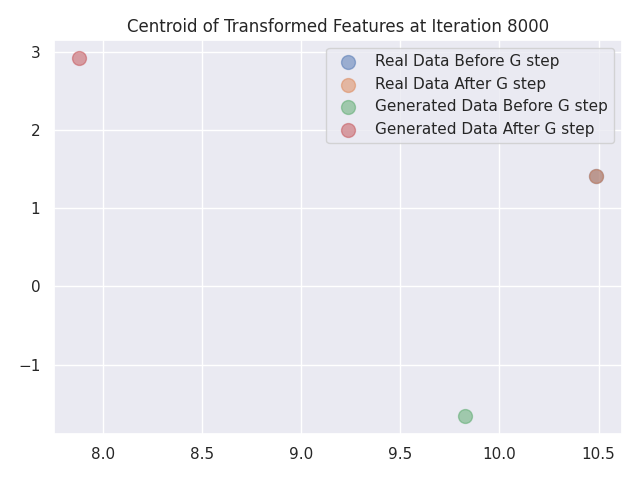 Centroid of Transformed Features at Iteration 8000
Real Data Before G step
Real Data After G step
Generated Data Before G step
Generated Data After G step
3
2
1
0
−1
8.0 8.5 9.0 9.5 10.0 10.5